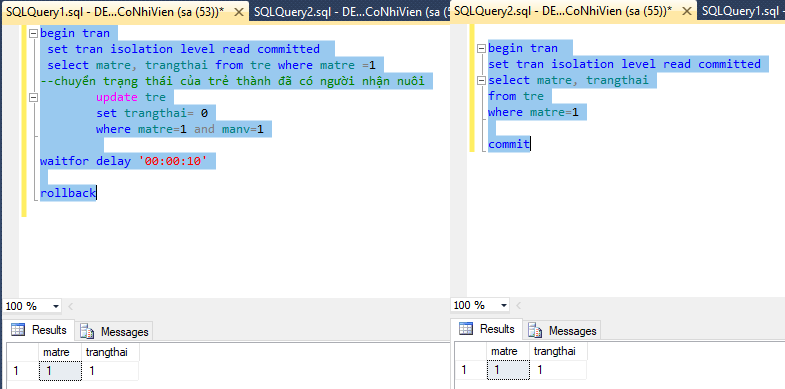 SQLQuery1.sql - DE...CoNhiVien (sa (53))* ×
SQLQuery2.sql - DE...CoNhiVien (sa (5
begin tran
set tran isolation level read committed
select matre, trangthai from tre where matre =1
--chuyển trạng thái của trẻ thành đã có người nhận nuôi
update tre
set trangthai= 0
where matre=1 and manv=1
waitfor delay '00:00:10'
rollback
100 %
Results
Messages
matre trangthai
1 1 1
SQLQuery2.sql - DE...CoNhiVien (sa (55))* ×
SQLQuery1.sql - D
begin tran
set tran isolation level read committed
select matre, trangthai
from tre
where matre=1
commit
100 %
Results
Messages
matre trangthai
1 1 1